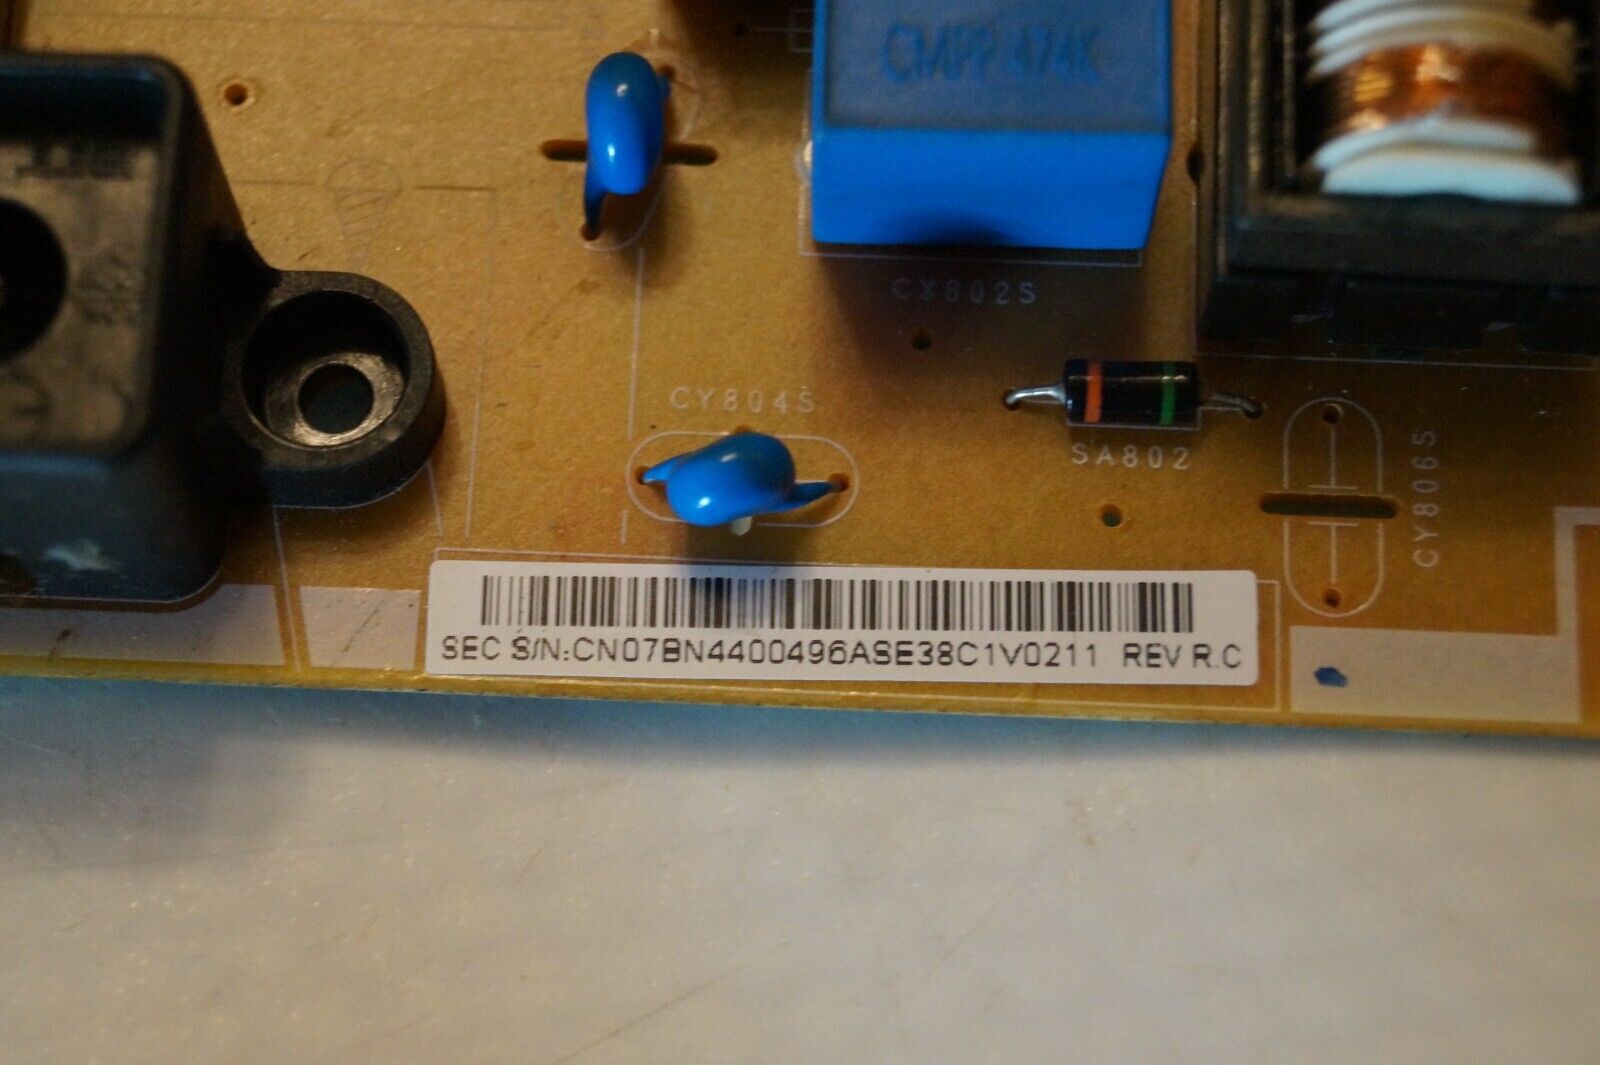 CMPP 474K
CX802S
CY804S
SA802
CY806S
SEC S/N:CN07BN4400496ASE38C1V0211 REV R.C